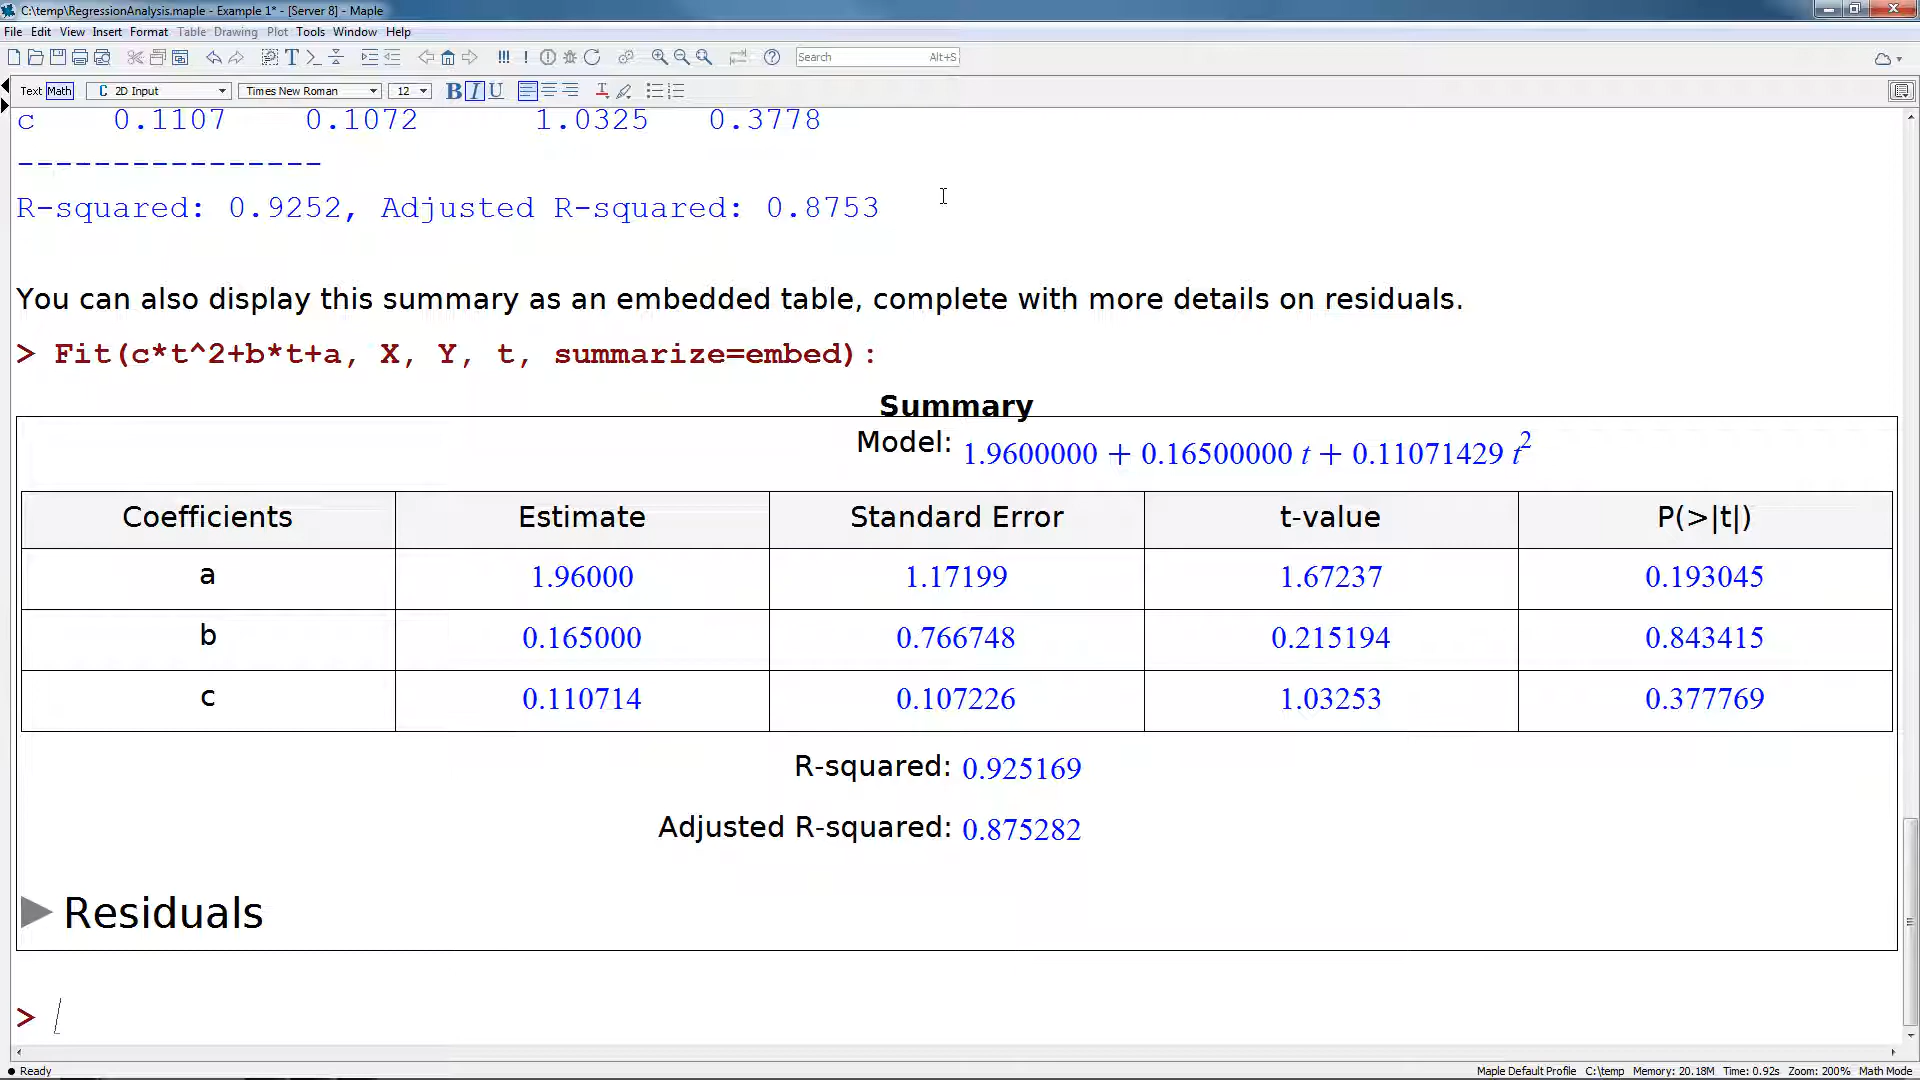 C:\temp\RegressionAnalysis.maple - Example 1* - [Server 8] - Maple
File Edit View Insert Format Table Drawing Plot Tools Window Help
Search Alt+S
Text Math C 2D Input Times New Roman 12 B I U
c 0.1107 0.1072 1.0325 0.3778
----------------
R-squared: 0.9252, Adjusted R-squared: 0.8753
You can also display this summary as an embedded table, complete with more details on residuals.
> Fit(c*t^2+b*t+a, X, Y, t, summarize=embed):
Summary
Model: 1.9600000 + 0.16500000 t + 0.11071429 t²
Coefficients Estimate Standard Error t-value P(>|t|)
a 1.96000 1.17199 1.67237 0.193045
b 0.165000 0.766748 0.215194 0.843415
c 0.110714 0.107226 1.03253 0.377769
R-squared: 0.925169
Adjusted R-squared: 0.875282
Residuals
>
Ready Maple Default Profile C:\temp Memory: 20.18M Time: 0.92s Zoom: 200% Math Mode